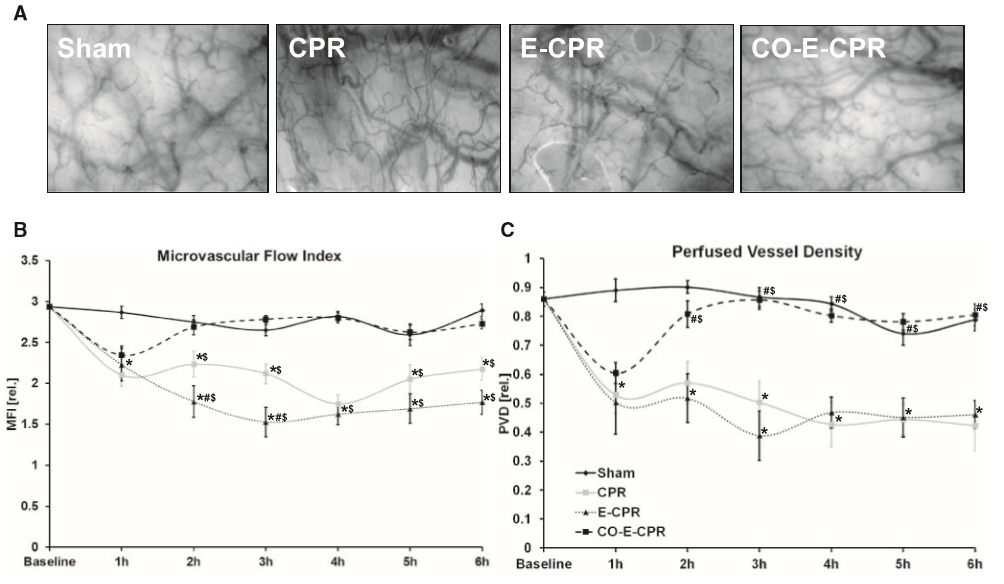 A
Sham
CPR
E-CPR
CO-E-CPR
B
Microvascular Flow Index
3.5
3
2.5
2
1.5
1
0.5
0
MFI [rel.]
*
*$
*#$
*$
*#$
*$
*$
*$
*$
*$
Baseline 1h 2h 3h 4h 5h 6h
C
Perfused Vessel Density
1
0.9
0.8
0.7
0.6
0.5
0.4
0.3
0.2
0.1
0
PVD [rel.]
*
#$
*
#$
*
#$
*
#$
*
#$
*
Sham
CPR
E-CPR
CO-E-CPR
Baseline 1h 2h 3h 4h 5h 6h